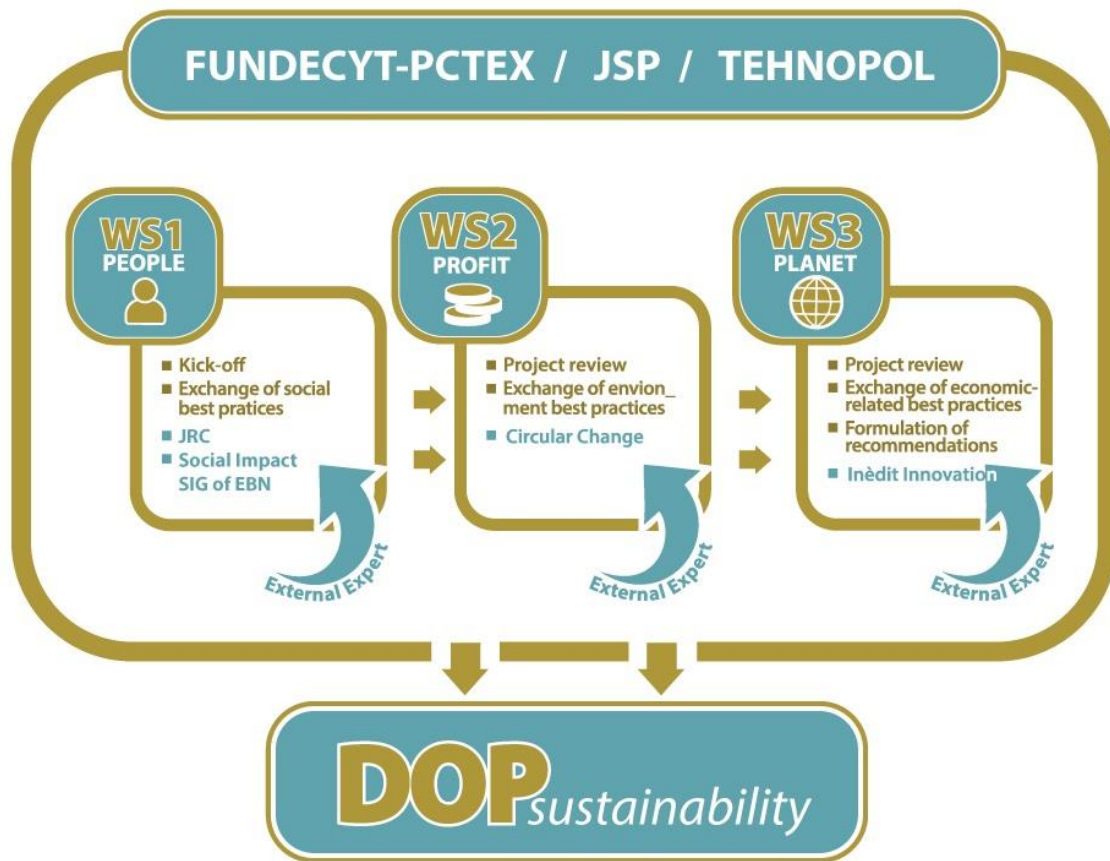 FUNDECYT-PCTEX / JSP / TEHNOPOL
WS1
PEOPLE
■ Kick-off
■ Exchange of social
best pratices
■ JRC
■ Social Impact
SIG of EBN
External Expert
WS2
PROFIT
■ Project review
■ Exchange of envion_
ment best practices
■ Circular Change
External Expert
WS3
PLANET
■ Project review
■ Exchange of economic-
related best practices
■ Formulation of
recommendations
■ Inèdit Innovation
External Expert
DOP sustainability